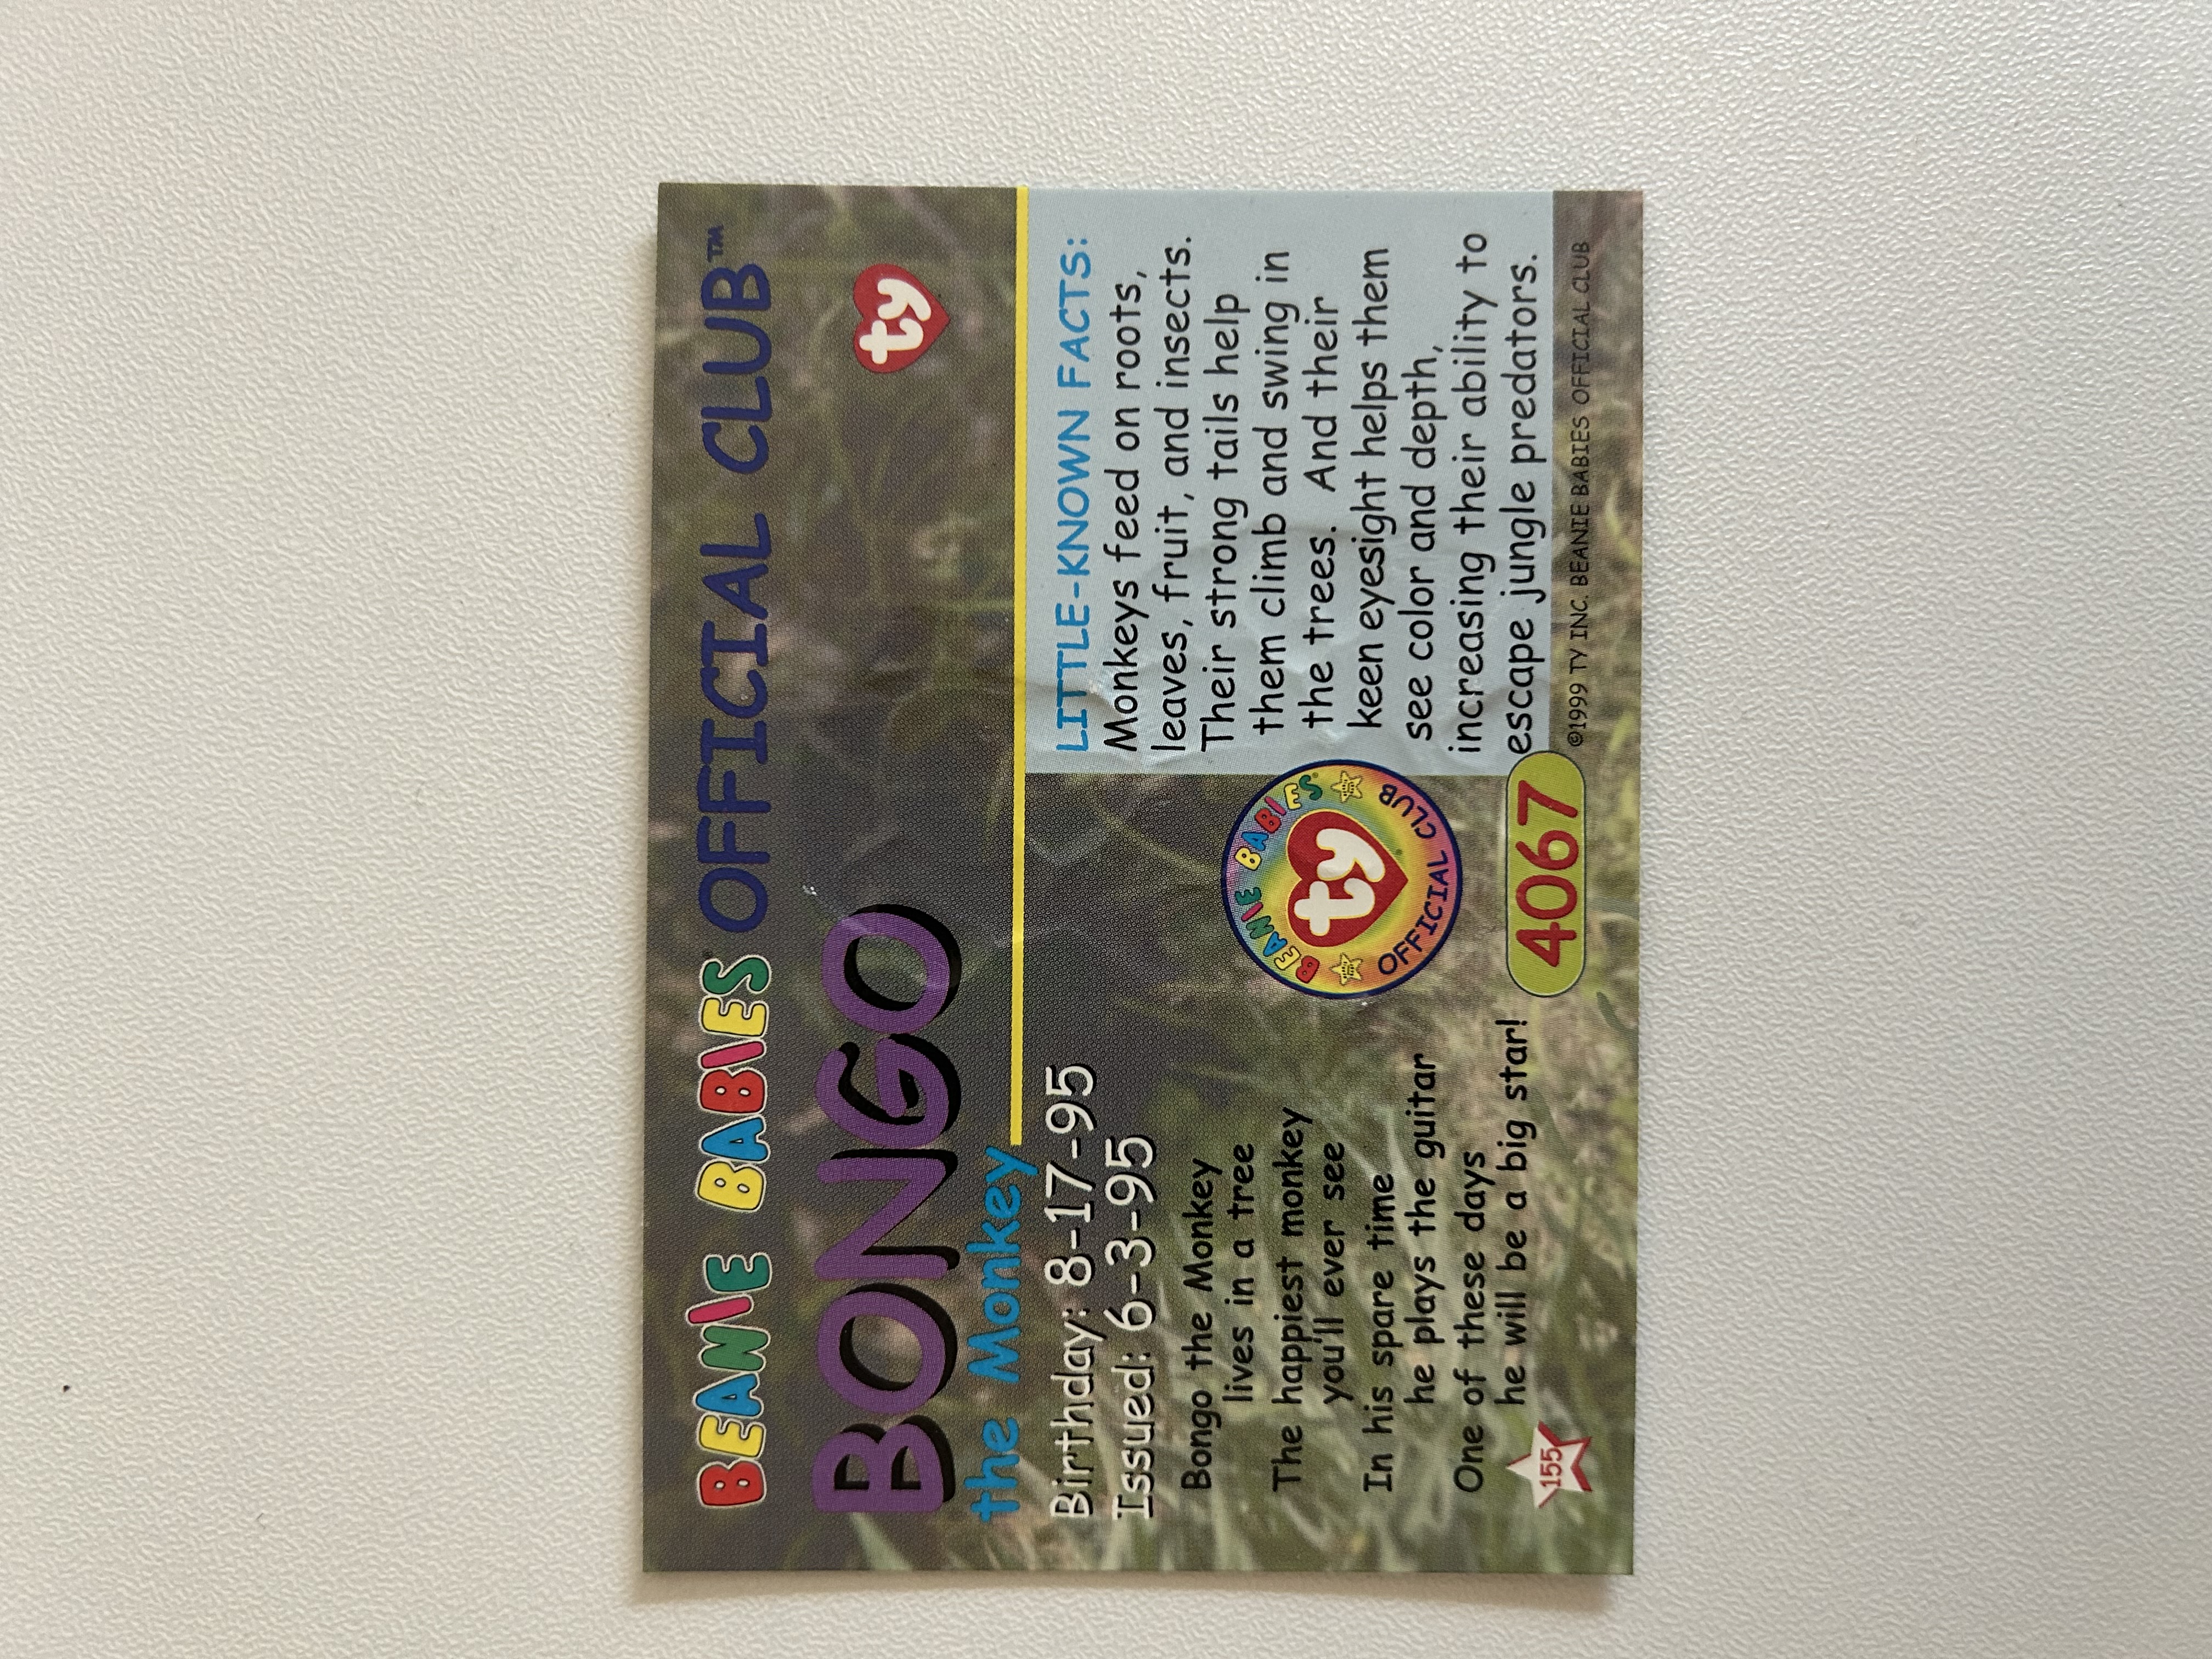 BEANIE BABIES® OFFICIAL CLUB™
BONGO
ty
the Monkey
Birthday: 8-17-95
Issued: 6-3-95
Bongo the Monkey
lives in a tree
The happiest monkey
you'll ever see
In his spare time
he plays the guitar
One of these days
he will be a big star!
155
BEANIE BABIES®
ty®
OFFICIAL CLUB
4067
LITTLE-KNOWN FACTS:
Monkeys feed on roots,
leaves, fruit, and insects.
Their strong tails help
them climb and swing in
the trees. And their
keen eyesight helps them
see color and depth,
increasing their ability to
escape jungle predators.
©1999 TY INC. BEANIE BABIES OFFICIAL CLUB